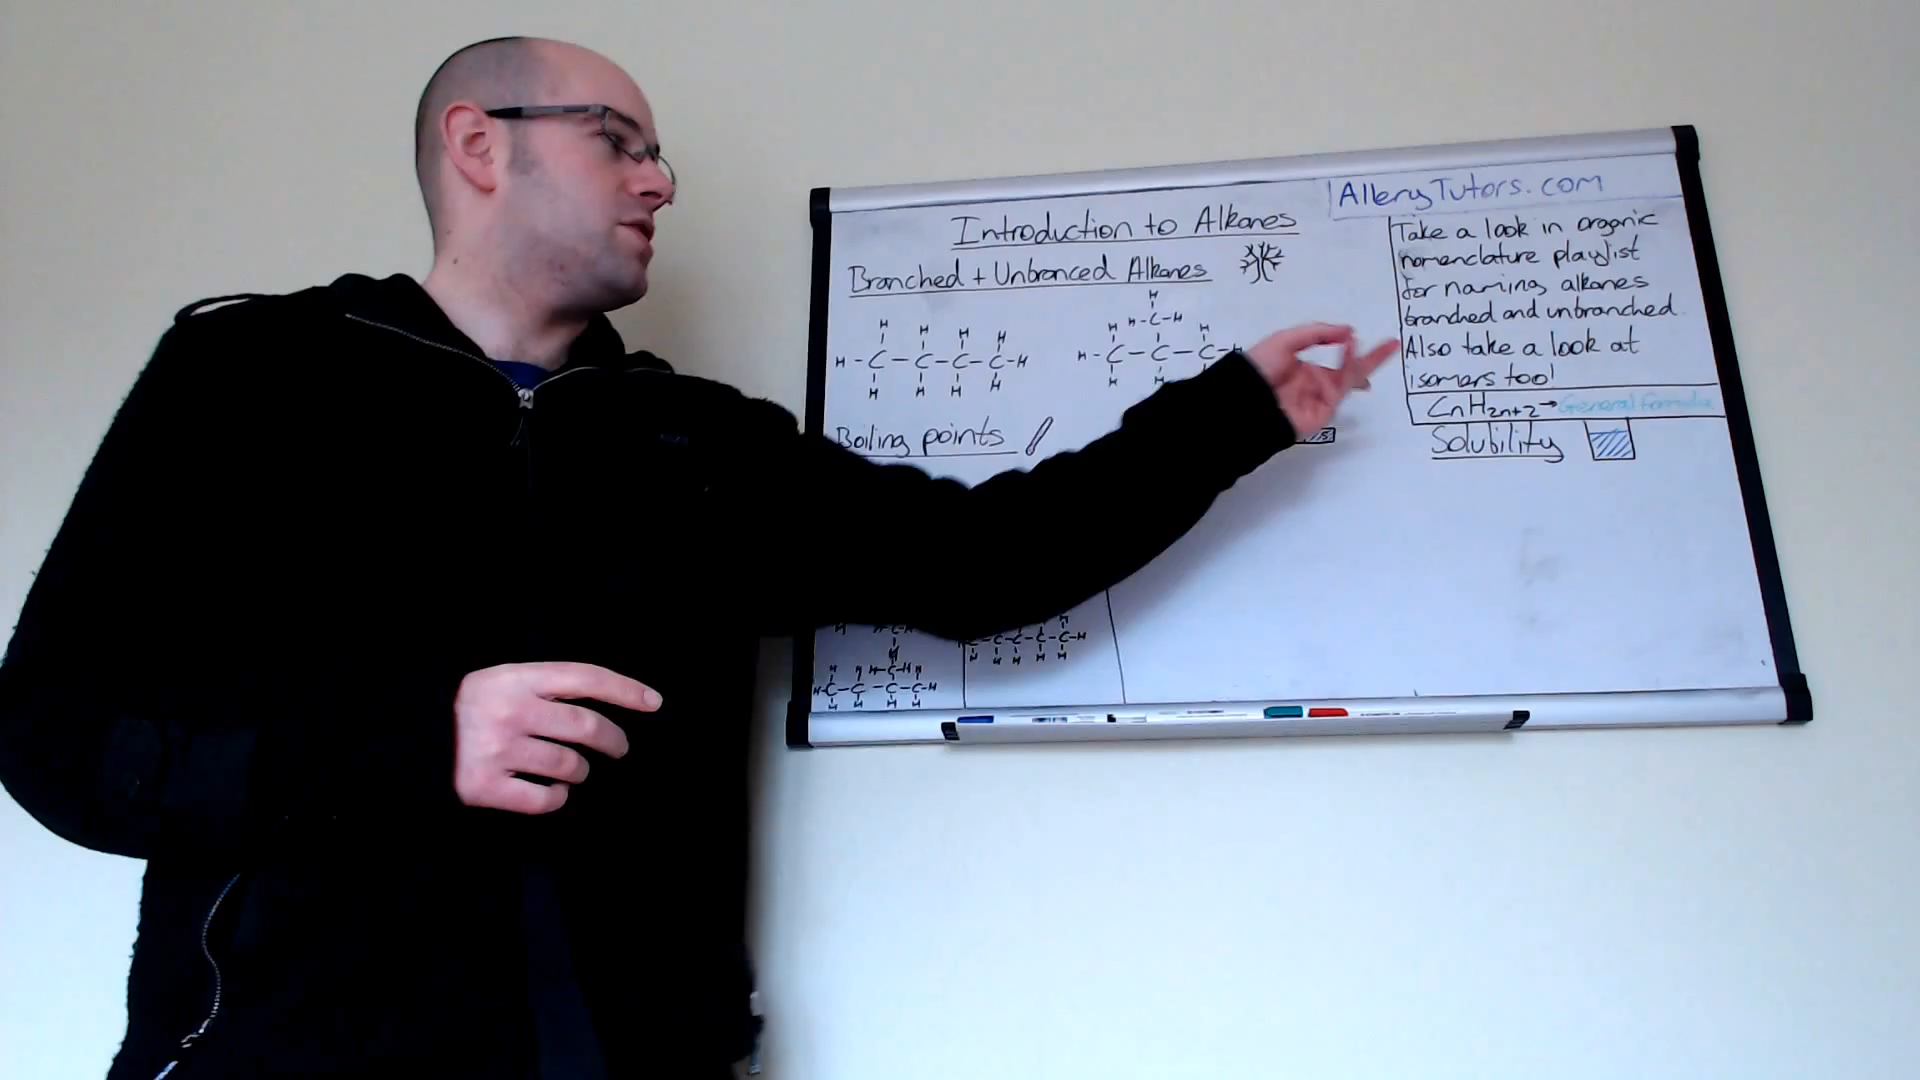 AlleryTutors.com
Introduction to Alkanes
Branched + Unbranced Alkanes
Take a look in organic
nomenclature playlist
for naming alkanes
branched and unbranched.
Also take a look at
isomers too!
CnH2n+2 → General formula
Boiling points
Solubility
H H H H
H - C - C - C - C - H
H H H H
H
H - C - H
H H
H - C - C - C - H
H H
C - C - C - C - C - H
H H H H H
H - C - C - C - C - H
H H H H